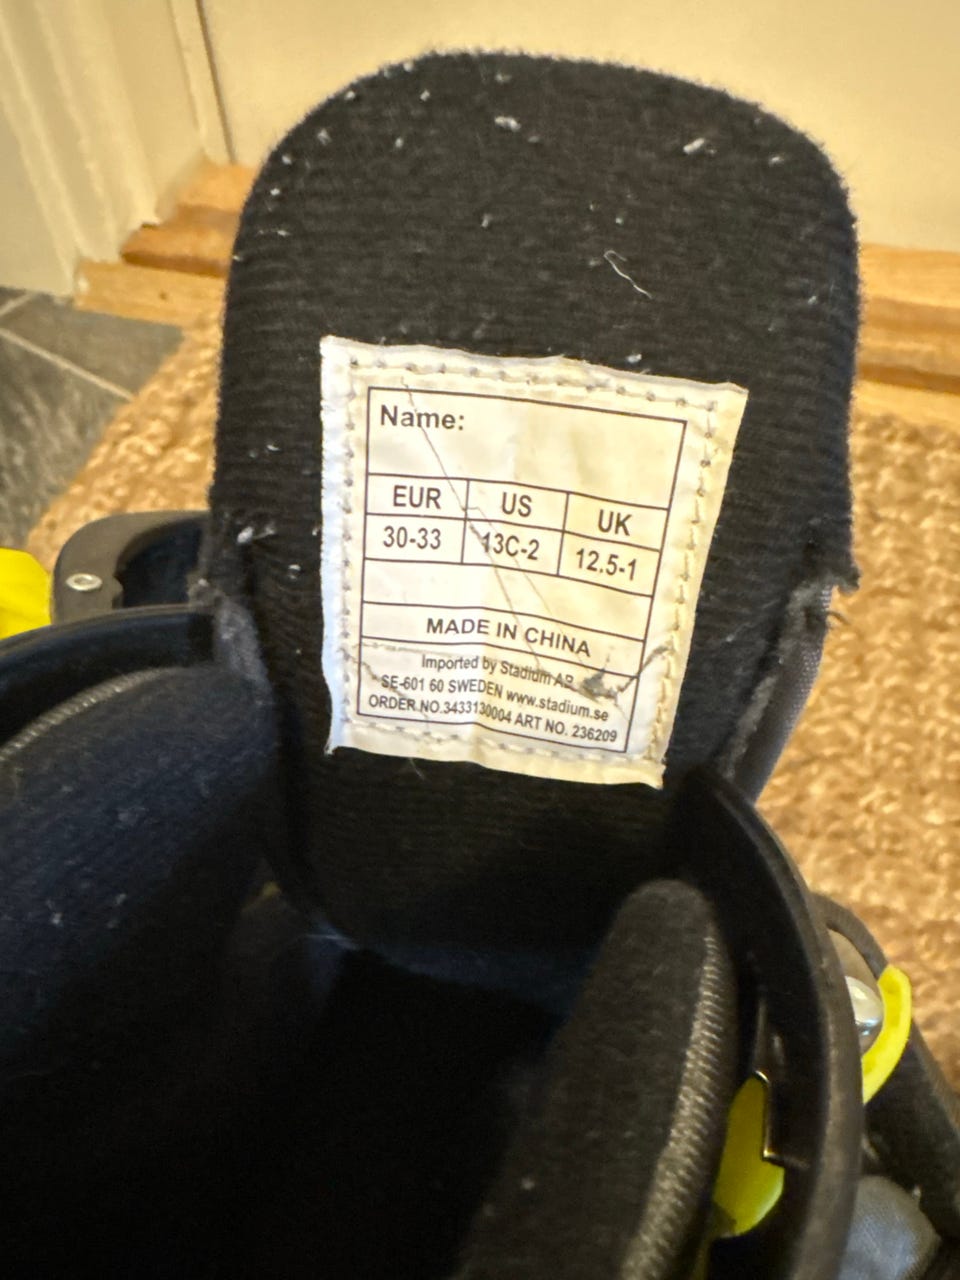 Name:
EUR US UK
30-33 13C-2 12.5-1
MADE IN CHINA
Imported by Stadium AB
SE-601 60 SWEDEN www.stadium.se
ORDER NO.3433130004 ART NO. 236209